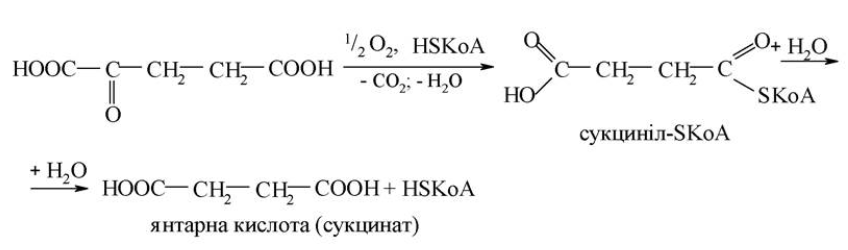 HOOC—C—CH₂—CH₂—COOH ½ O₂, HSKoA - CO₂; - H₂O O HO C—CH₂—CH₂—C O SKoA + H₂O
O
сукциніл-SKoA
+ H₂O HOOC—CH₂—CH₂—COOH + HSKoA
янтарна кислота (сукцинат)